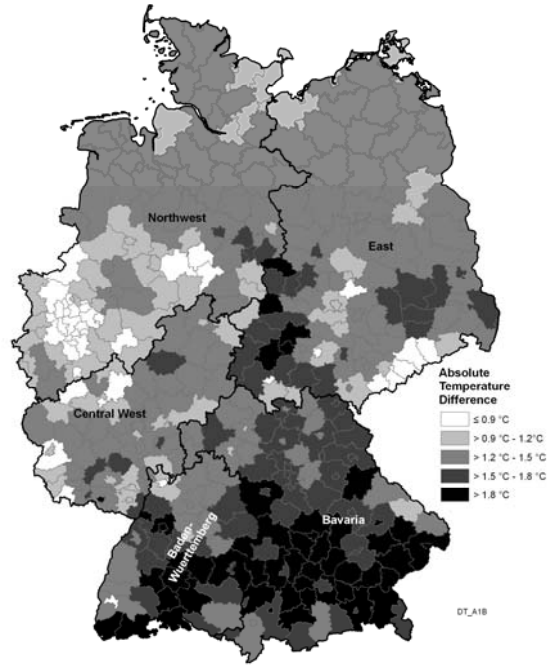 Northwest
East
Central West
Baden-
Wuerttemberg
Bavaria
Absolute
Temperature
Difference
≤ 0.9 °C
> 0.9 °C - 1.2°C
> 1.2 °C - 1.5°C
> 1.5 °C - 1.8°C
> 1.8 °C
DT_A1B